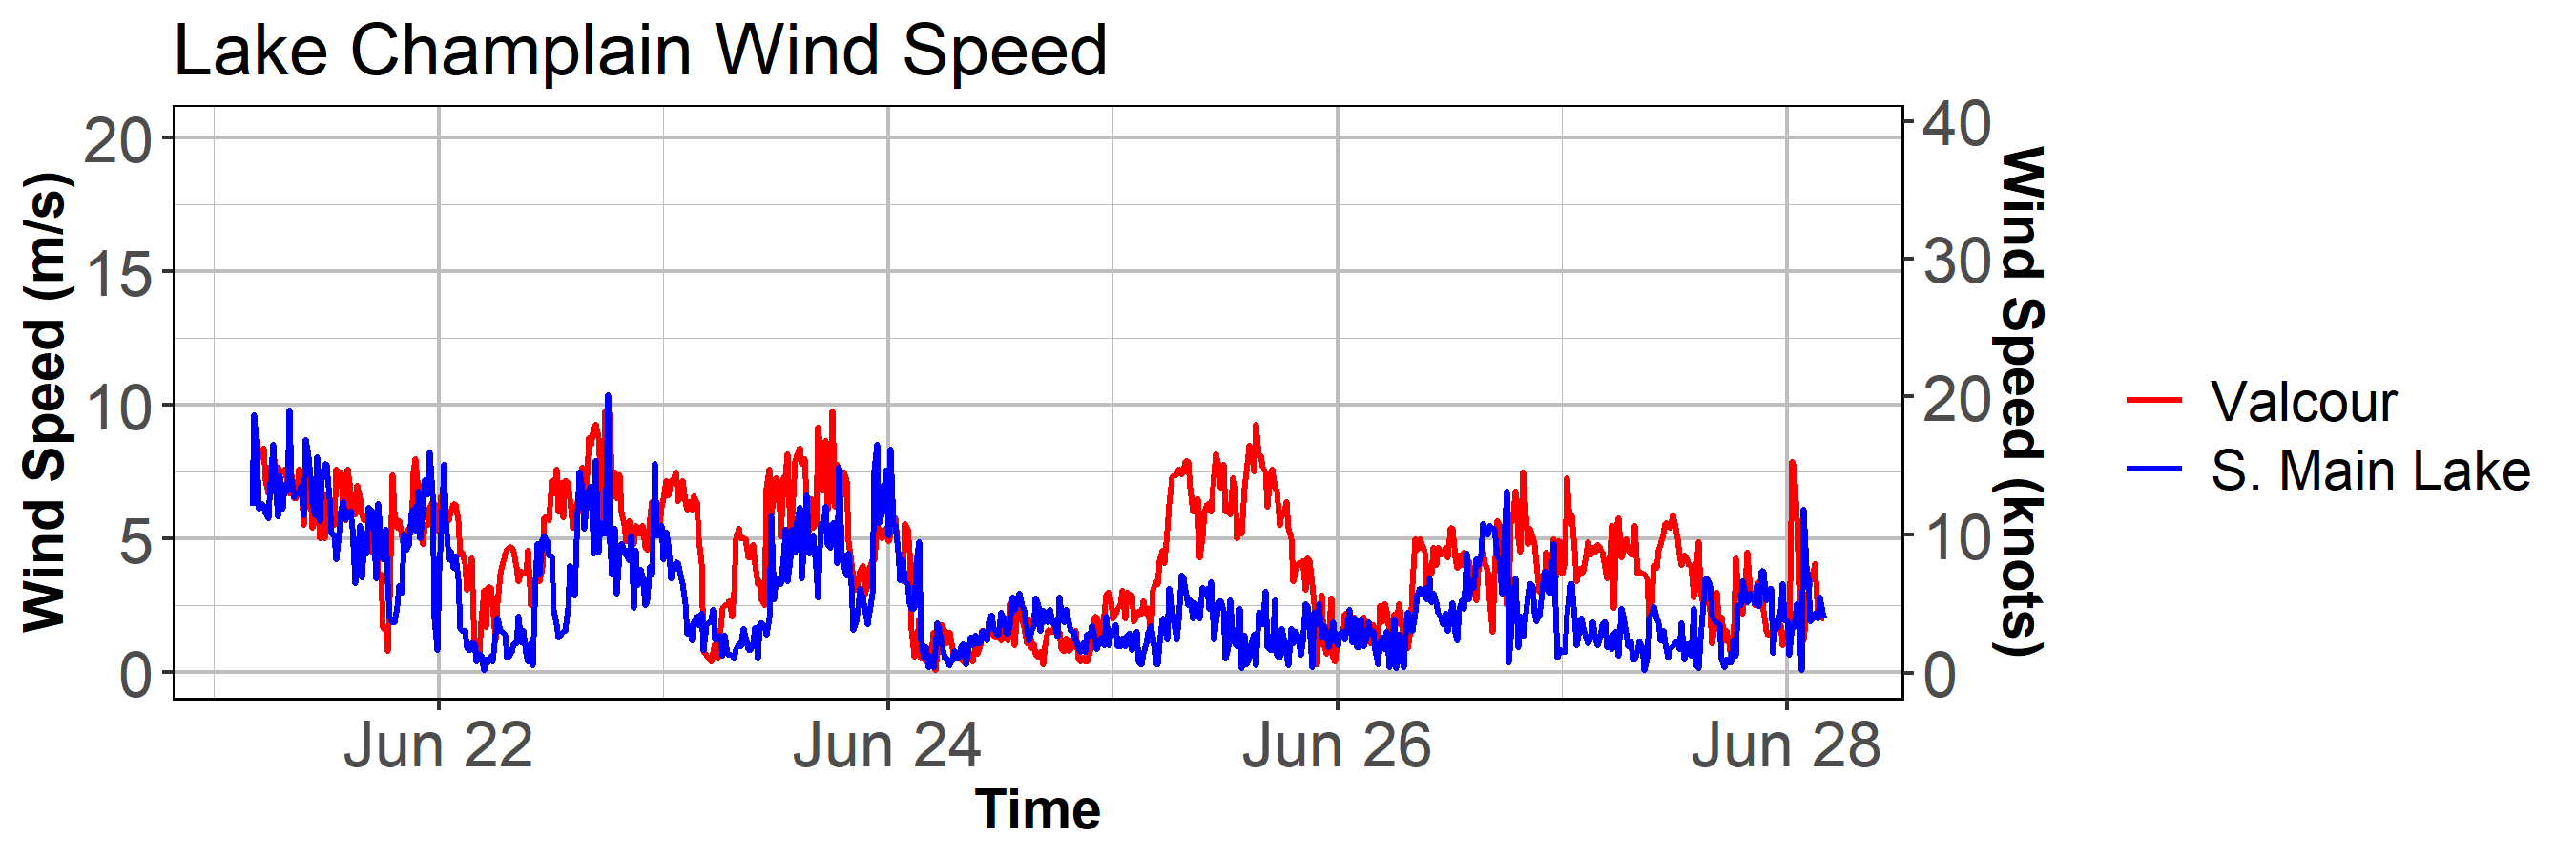 Lake Champlain Wind Speed
Wind Speed (m/s)
20
15
10
5
0
40
30
20
10
0
Wind Speed (knots)
Jun 22
Jun 24
Jun 26
Jun 28
Time
Valcour
S. Main Lake